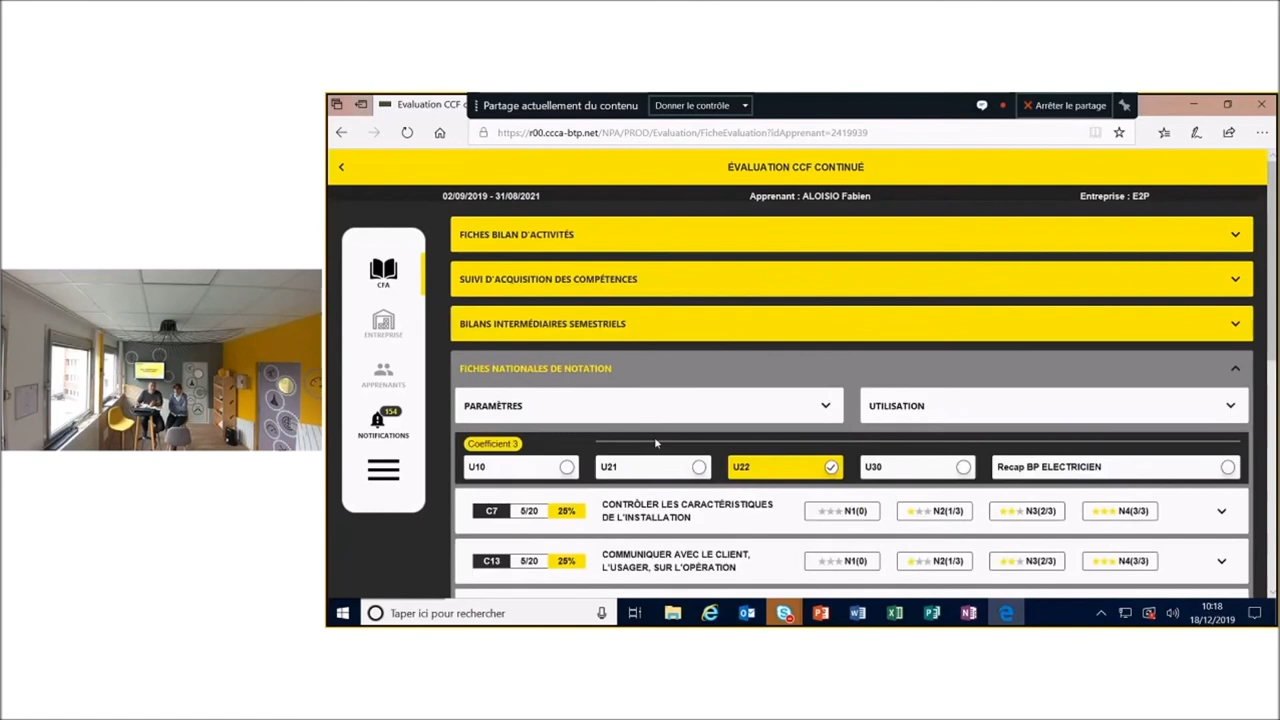 Evaluation CCF c
Partage actuellement du contenu
Donner le contrôle
Arrêter le partage
https://r00.ccca-btp.net/NPA/PROD/Evaluation/FicheEvaluation?idApprenant=2419939
ÉVALUATION CCF CONTINUÉ
02/09/2019 - 31/08/2021 Apprenant : ALOISIO Fabien Entreprise : E2P
CFA
ENTREPRISE
APPRENANTS
154
NOTIFICATIONS
FICHES BILAN D'ACTIVITÉS
SUIVI D'ACQUISITION DES COMPÉTENCES
BILANS INTERMÉDIAIRES SEMESTRIELS
FICHES NATIONALES DE NOTATION
PARAMÈTRES UTILISATION
Coefficient 3
U10 U21 U22 U30 Recap BP ELECTRICIEN
C7 5/20 25% CONTRÔLER LES CARACTÉRISTIQUES N1(0) N2(1/3) N3(2/3) N4(3/3)
DE L'INSTALLATION
C13 5/20 25% COMMUNIQUER AVEC LE CLIENT, N1(0) N2(1/3) N3(2/3) N4(3/3)
L'USAGER, SUR L'OPÉRATION
Taper ici pour rechercher
10:18
18/12/2019